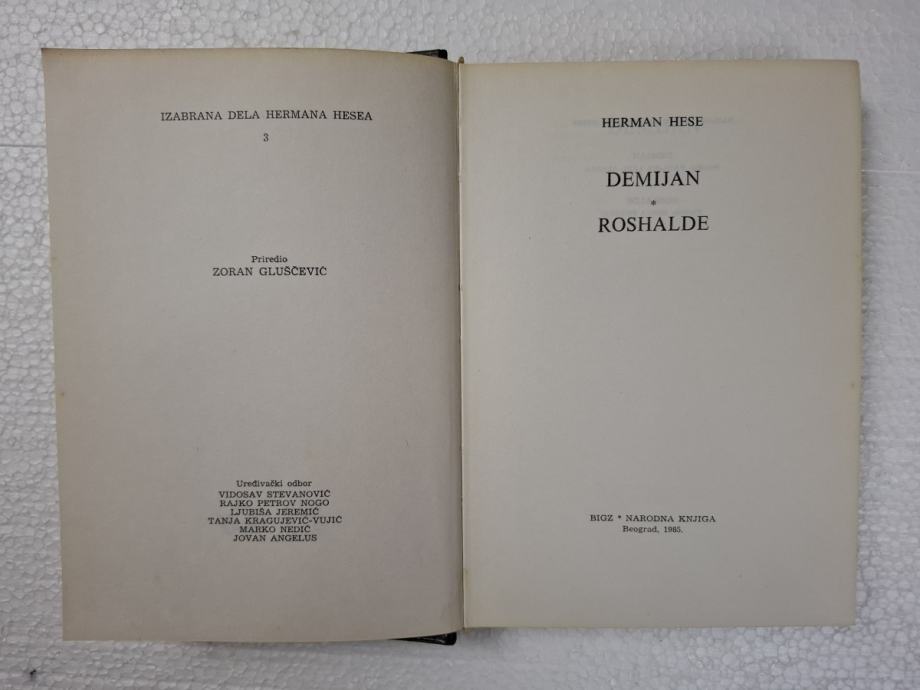 IZABRANA DELA HERMANA HESEA
3
Priredio
ZORAN GLUŠČEVIĆ
Uređivački odbor
VIDOSAV STEVANOVIĆ
RAJKO PETROV NOGO
LJUBIŠA JEREMIĆ
TANJA KRAGUJEVIĆ-VUJIĆ
MARKO NEDIĆ
JOVAN ANGELUS
HERMAN HESE
DEMIJAN
*
ROSHALDE
BIGZ * NARODNA KNJIGA
Beograd, 1985.